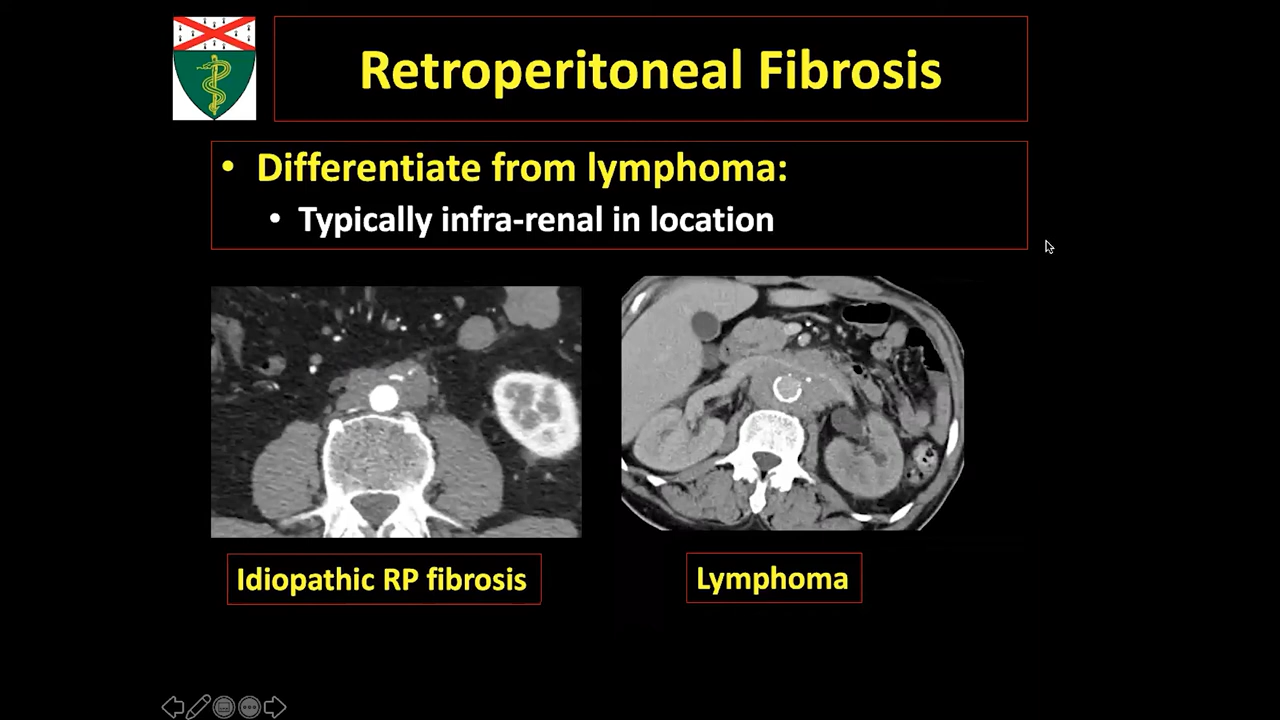 Retroperitoneal Fibrosis
• Differentiate from lymphoma:
• Typically infra-renal in location
Idiopathic RP fibrosis
Lymphoma